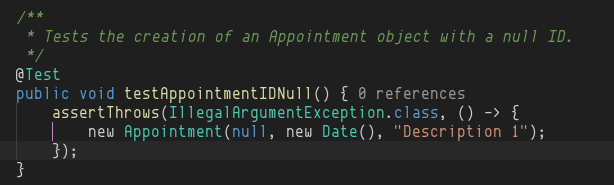 /**
 * Tests the creation of an Appointment object with a null ID.
 */
@Test
public void testAppointmentIDNull() { 0 references
    assertThrows(IllegalArgumentException.class, () -> {
        new Appointment(null, new Date(), "Description 1");
    });
}